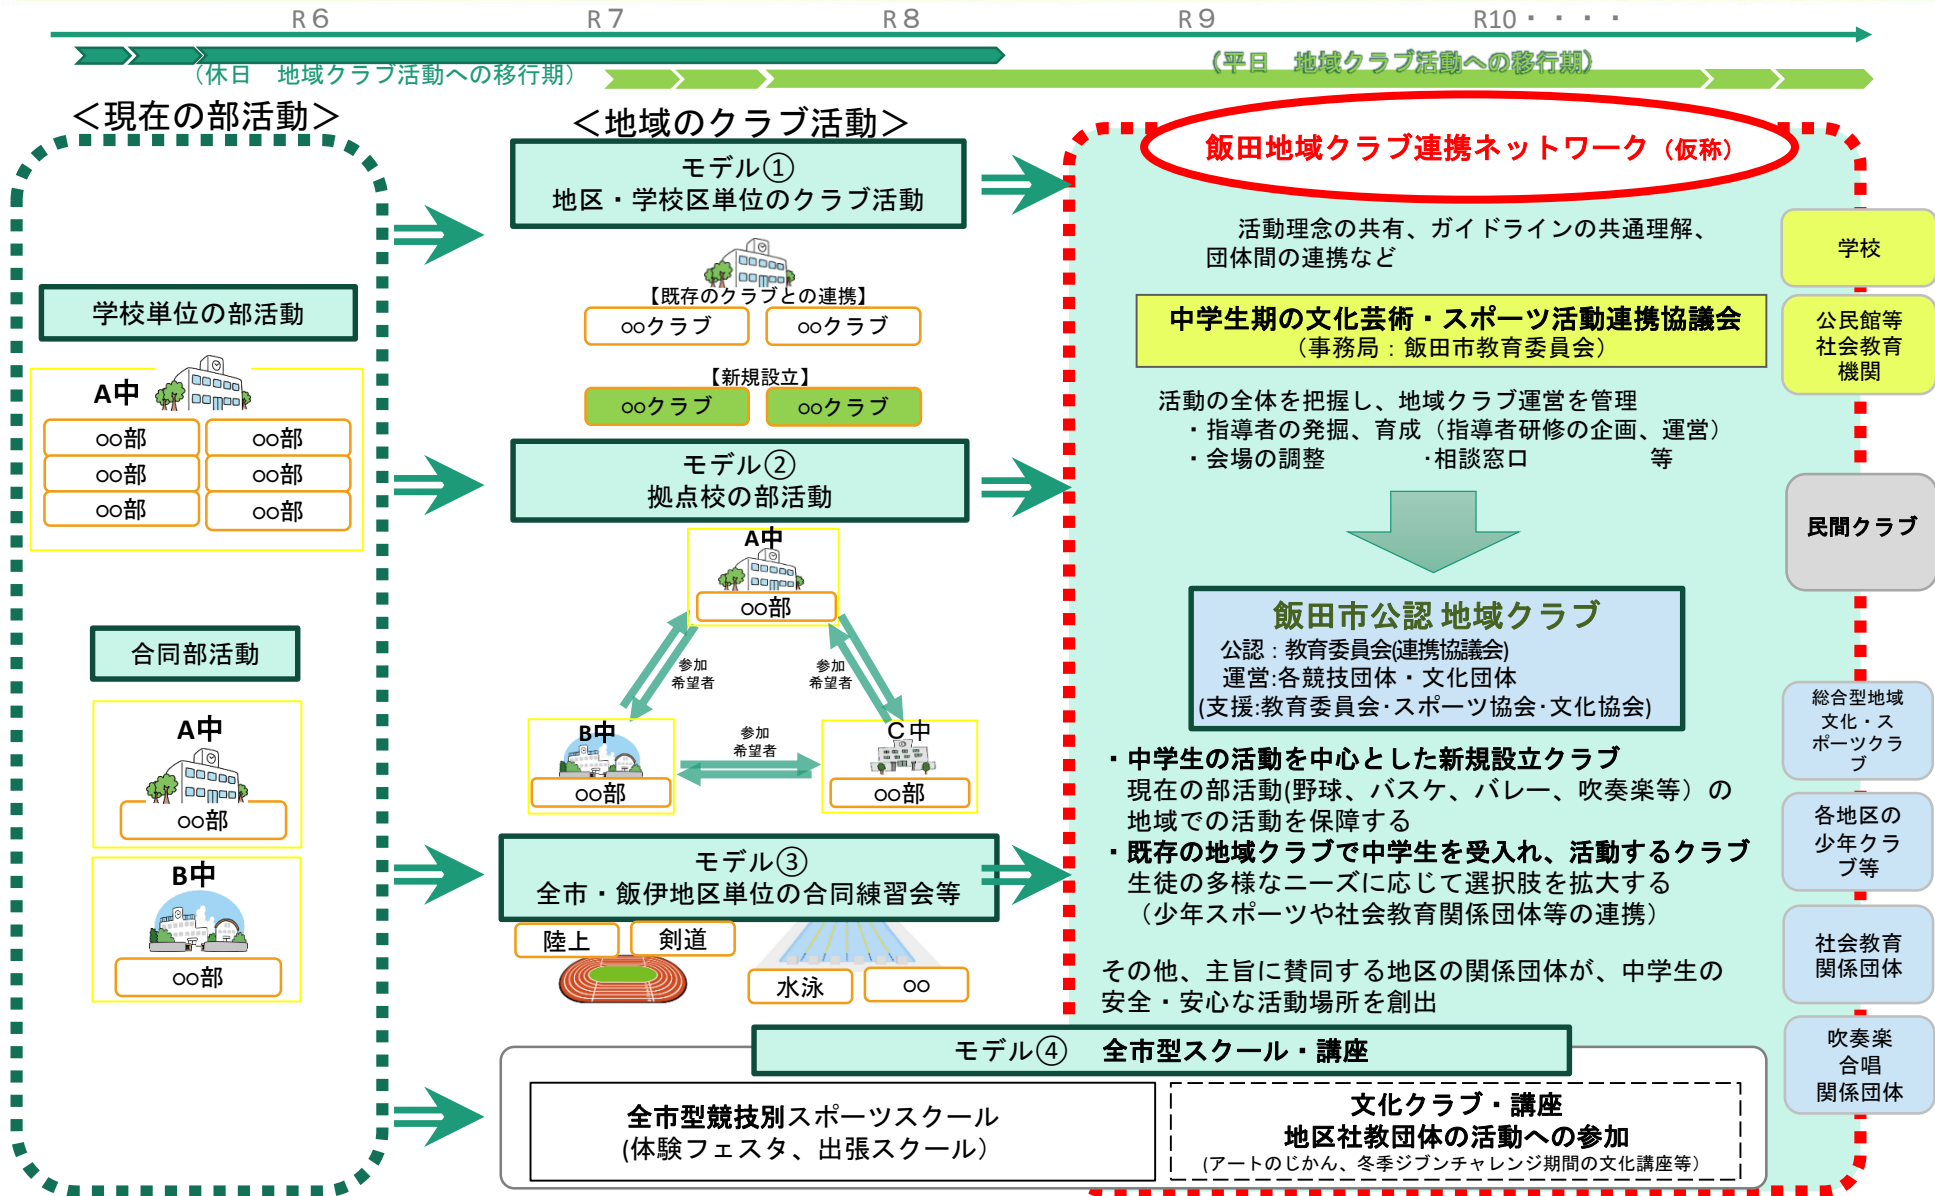 R６
R７
R８
R９
R10・・・・
（休日　地域クラブ活動への移行期）
（平日　地域クラブ活動への移行期）
＜現在の部活動＞
学校単位の部活動
A中
○○部
○○部
○○部
○○部
○○部
○○部
合同部活動
A中
○○部
B中
○○部
＜地域のクラブ活動＞
モデル①
地区・学校区単位のクラブ活動
【既存のクラブとの連携】
○○クラブ
○○クラブ
【新規設立】
○○クラブ
○○クラブ
モデル②
拠点校の部活動
A中
○○部
参加
希望者
参加
希望者
B中
○○部
参加
希望者
C中
○○部
モデル③
全市・飯伊地区単位の合同練習会等
陸上
剣道
水泳
○○
モデル④　全市型スクール・講座
全市型競技別スポーツスクール
(体験フェスタ、出張スクール）
文化クラブ・講座
地区社教団体の活動への参加
(アートのじかん、冬季ジブンチャレンジ期間の文化講座等）
飯田地域クラブ連携ネットワーク（仮称）
活動理念の共有、ガイドラインの共通理解、
団体間の連携など
中学生期の文化芸術・スポーツ活動連携協議会
（事務局：飯田市教育委員会）
活動の全体を把握し、地域クラブ運営を管理
・指導者の発掘、育成（指導者研修の企画、運営）
・会場の調整　　　　・相談窓口　　　　　等
飯田市公認 地域クラブ
公認：教育委員会(連携協議会)
運営:各競技団体・文化団体
(支援:教育委員会･スポーツ協会･文化協会)
・中学生の活動を中心とした新規設立クラブ
現在の部活動(野球、バスケ、バレー、吹奏楽等）の
地域での活動を保障する
・既存の地域クラブで中学生を受入れ、活動するクラブ
生徒の多様なニーズに応じて選択肢を拡大する
（少年スポーツや社会教育関係団体等の連携）
その他、主旨に賛同する地区の関係団体が、中学生の
安全・安心な活動場所を創出
学校
公民館等
社会教育
機関
民間クラブ
総合型地域
文化・ス
ポーツクラ
ブ
各地区の
少年クラ
ブ等
社会教育
関係団体
吹奏楽
合唱
関係団体